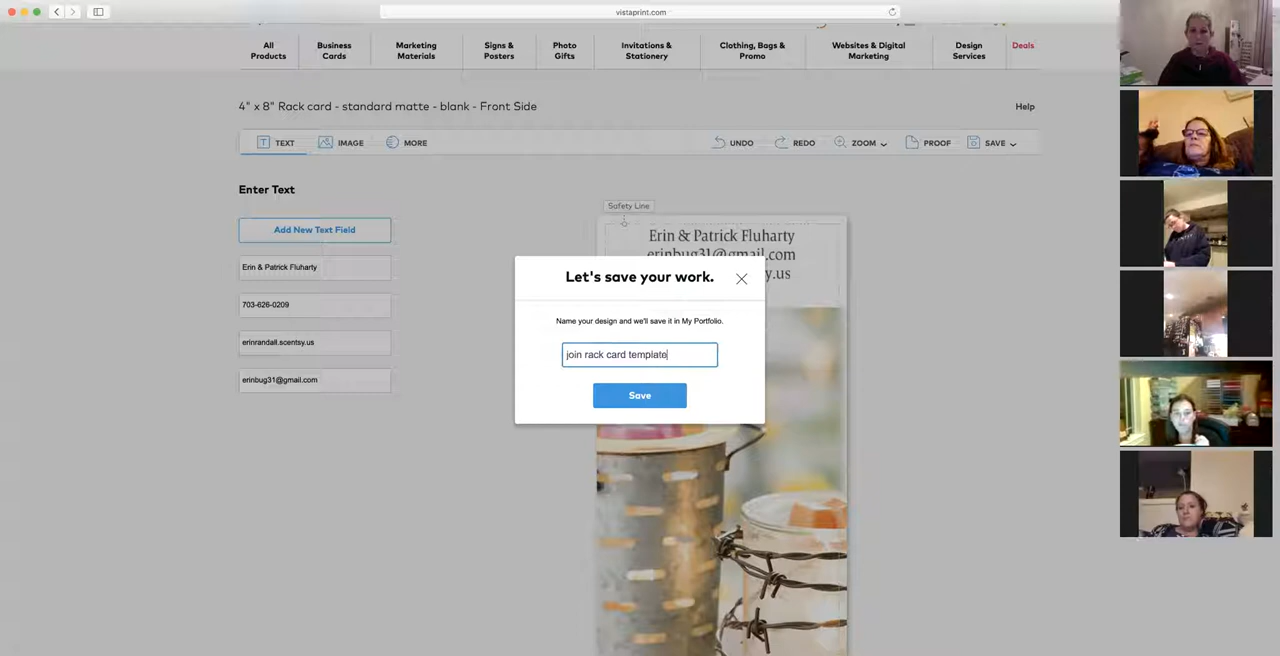 vistaprint.com
All Products
Business Cards
Marketing Materials
Signs & Posters
Photo Gifts
Invitations & Stationery
Clothing, Bags & Promo
Websites & Digital Marketing
Design Services
Deals
4" x 8" Rack card - standard matte - blank - Front Side
Help
TEXT
IMAGE
MORE
UNDO
REDO
ZOOM
PROOF
SAVE
Enter Text
Add New Text Field
Erin & Patrick Fluharty
703-626-0209
erinrandall.scentsy.us
erinbug31@gmail.com
Safety Line
Erin & Patrick Fluharty
erinbug31@gmail.com
y.us
Let's save your work.
Name your design and we'll save it in My Portfolio.
join rack card template
Save